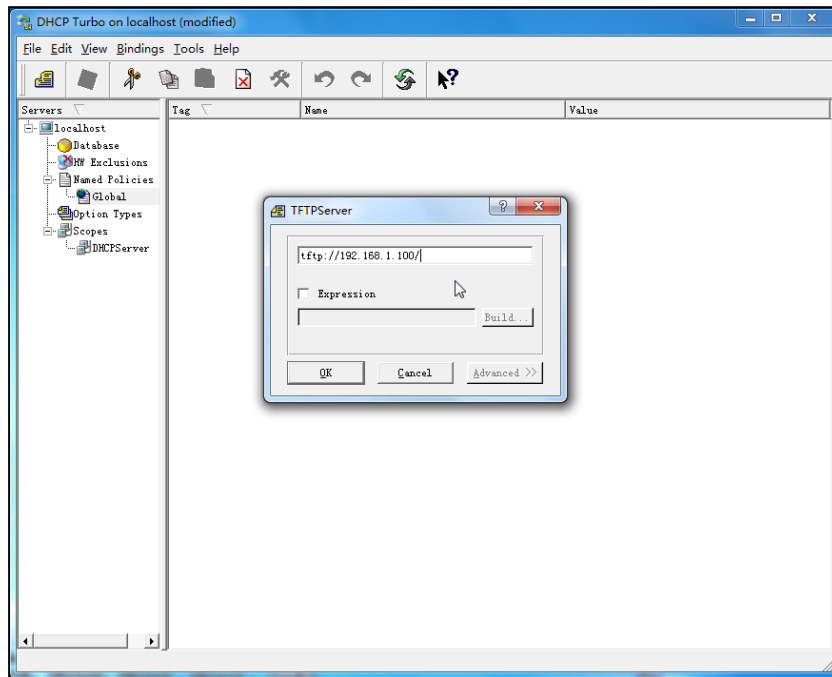 DHCP Turbo on localhost (modified)
File Edit View Bindings Tools Help
Servers
Tag
Name
Value
localhost
Database
HW Exclusions
Named Policies
Global
Option Types
Scopes
DHCPServer
TFTPServer
tftp://192.168.1.100/
Expression
Build...
OK
Cancel
Advanced >>